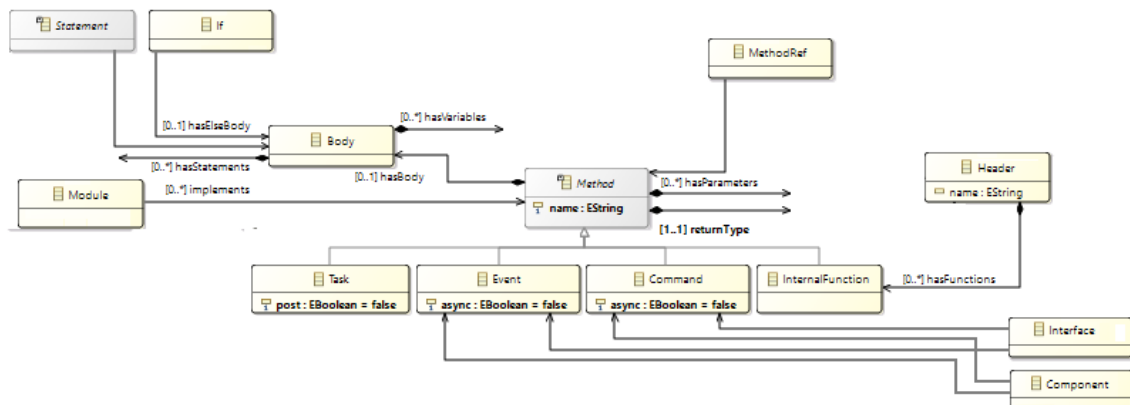 Statement
If
MethodRef
[0..1] hasElseBody
[0..*] hasVariables
Body
[0..*] hasStatements
[0..1] hasBody
Method
name : EString
[0..*] hasParameters
[1..1] returnType
Header
name : EString
Module
[0..*] implements
Task
post : EBoolean = false
Event
async : EBoolean = false
Command
async : EBoolean = false
InternalFunction
[0..*] hasFunctions
Interface
Component